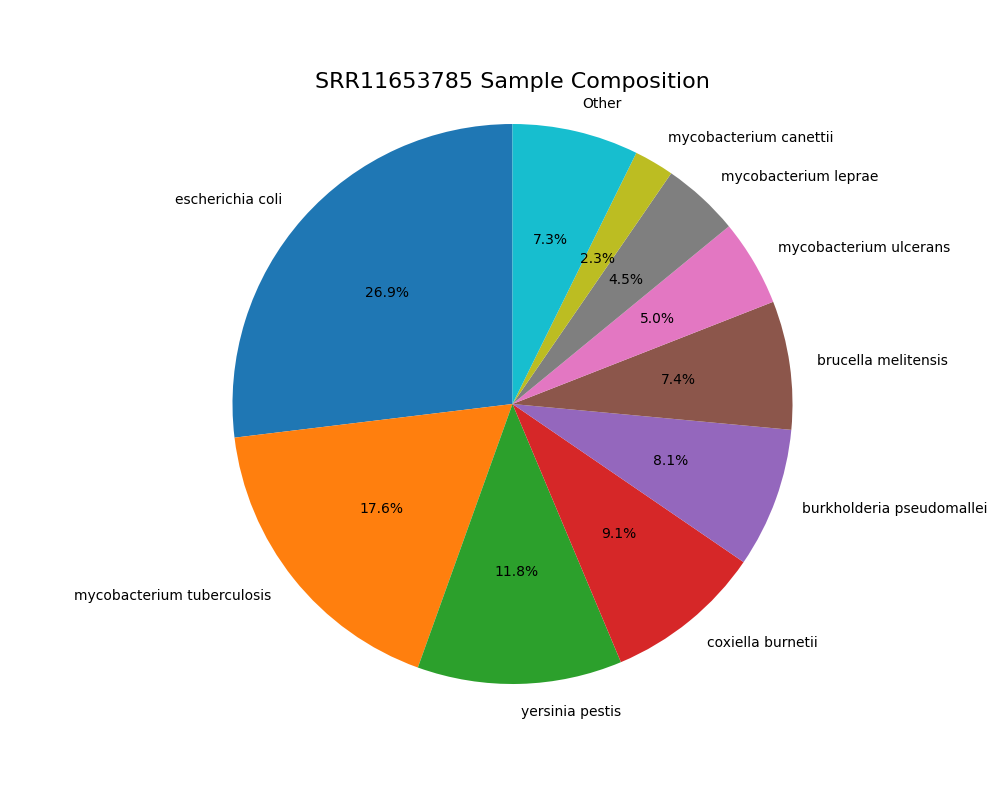 SRR11653785 Sample Composition
Other
7.3%
mycobacterium canettii
2.3%
mycobacterium leprae
4.5%
mycobacterium ulcerans
5.0%
brucella melitensis
7.4%
burkholderia pseudomallei
8.1%
coxiella burnetii
9.1%
yersinia pestis
11.8%
mycobacterium tuberculosis
17.6%
escherichia coli
26.9%